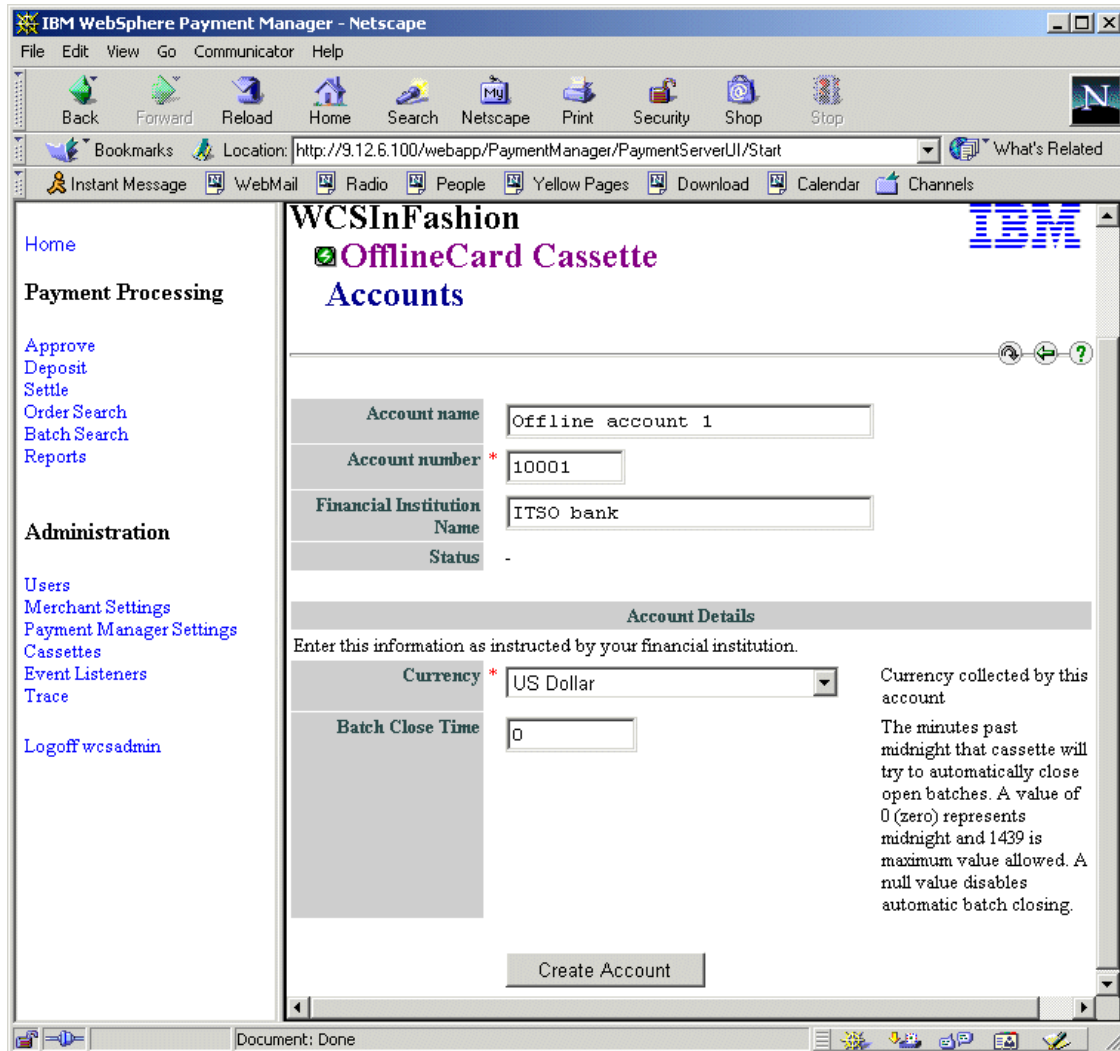 IBM WebSphere Payment Manager - Netscape
File Edit View Go Communicator Help
Back Forward Reload Home Search Netscape Print Security Shop Stop
My
N
Bookmarks Location: http://9.12.6.100/webapp/PaymentManager/PaymentServerUI/Start What's Related
Instant Message WebMail Radio People Yellow Pages Download Calendar Channels
Home
Payment Processing
Approve
Deposit
Settle
Order Search
Batch Search
Reports
Administration
Users
Merchant Settings
Payment Manager Settings
Cassettes
Event Listeners
Trace
Logoff wcsadmin
WCSInFashion
IBM
OfflineCard Cassette
Accounts
?
Account name Offline account 1
Account number * 10001
Financial Institution
Name
ITSO bank
Status -
Account Details
Enter this information as instructed by your financial institution.
Currency * US Dollar
Currency collected by this
account
Batch Close Time 0
The minutes past
midnight that cassette will
try to automatically close
open batches. A value of
0 (zero) represents
midnight and 1439 is
maximum value allowed. A
null value disables
automatic batch closing.
Create Account
Document: Done